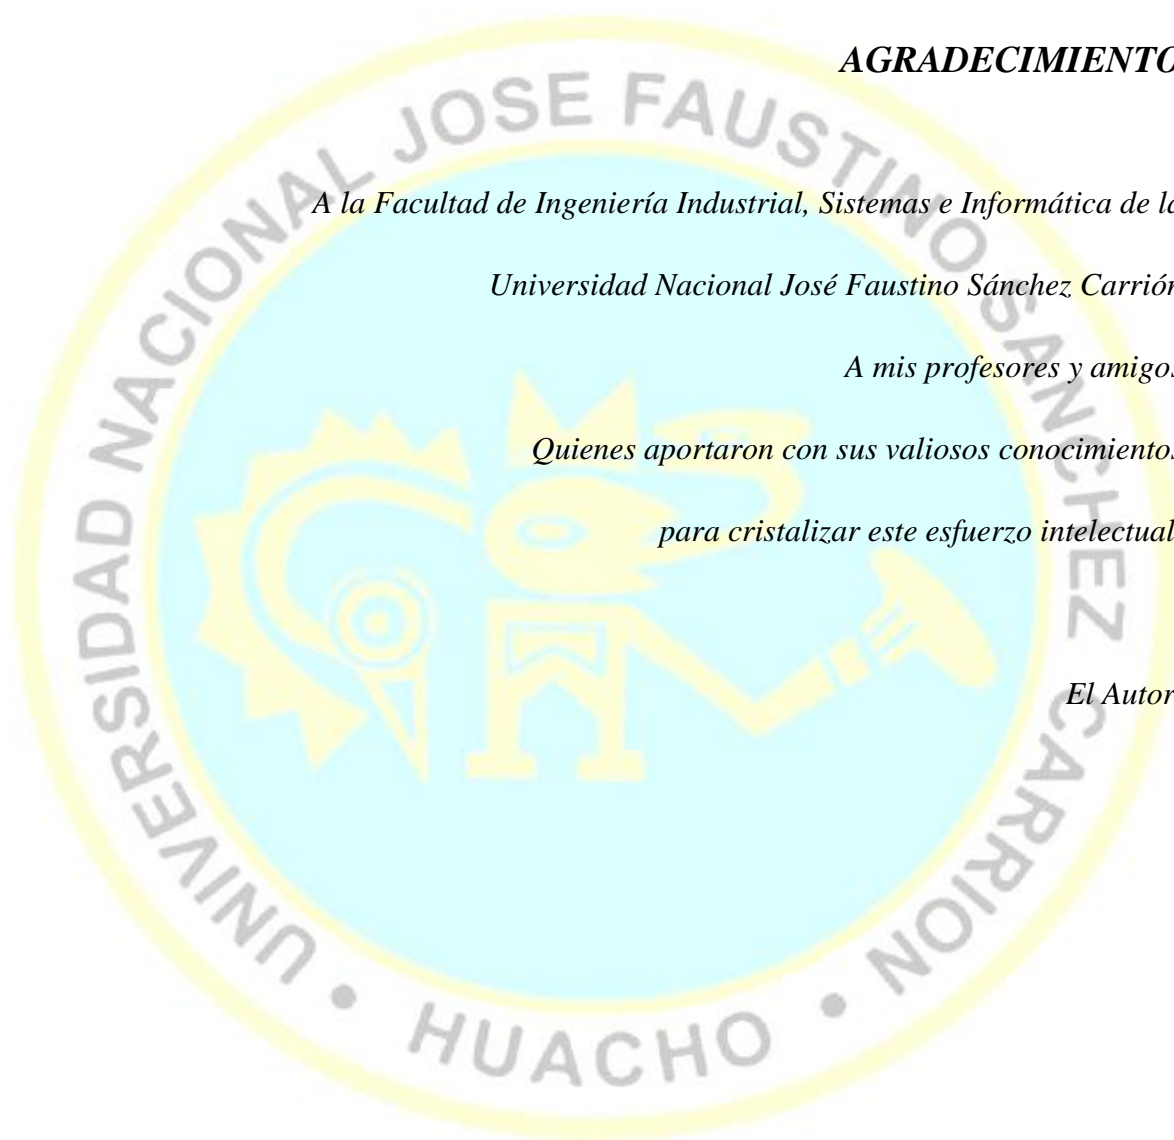 AGRADECIMIENTO
A la Facultad de Ingeniería Industrial, Sistemas e Informática de la
Universidad Nacional José Faustino Sánchez Carrión
A mis profesores y amigos
Quienes aportaron con sus valiosos conocimientos
para cristalizar este esfuerzo intelectual
El Autor
UNIVERSIDAD NACIONAL JOSE FAUSTINO SANCHEZ CARRION • HUACHO •